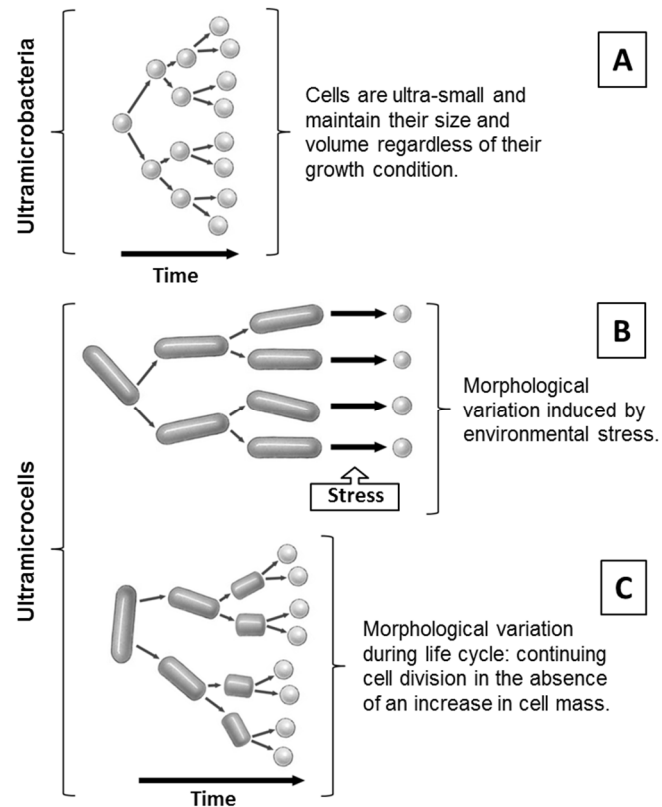 Ultramicrobacteria
A
Cells are ultra-small and
maintain their size and
volume regardless of their
growth condition.
Time
Ultramicrocells
B
Morphological
variation induced by
environmental stress.
Stress
C
Morphological variation
during life cycle: continuing
cell division in the absence
of an increase in cell mass.
Time